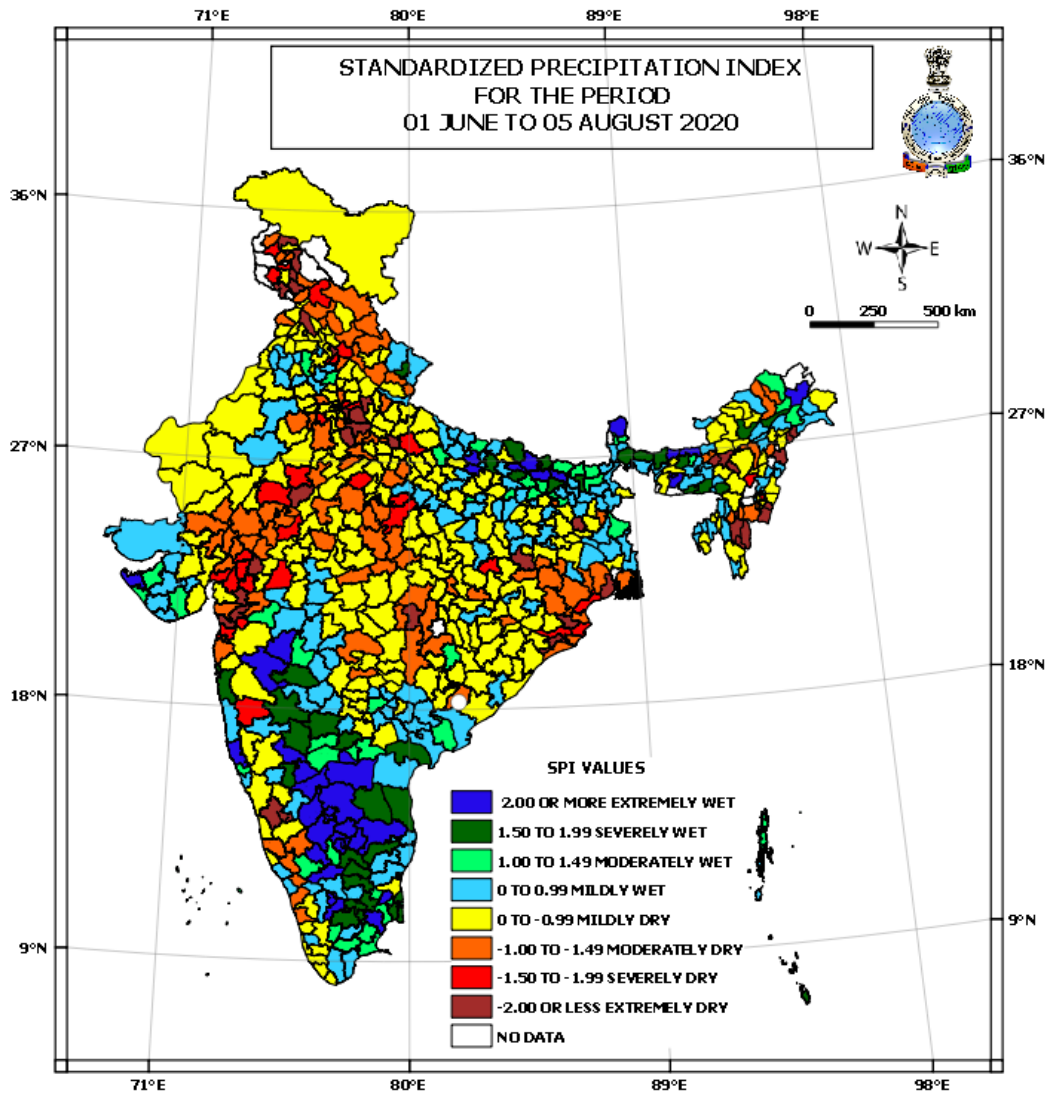 71°E 80°E 89°E 98°E
STANDARDIZED PRECIPITATION INDEX
FOR THE PERIOD
01 JUNE TO 05 AUGUST 2020
36°N 36°N
N
W E
S
0 250 500 km
27°N 27°N
18°N 18°N
SPI VALUES
2.00 OR MORE EXTREMELY WET
1.50 TO 1.99 SEVERELY WET
1.00 TO 1.49 MODERATELY WET
0 TO 0.99 MILDLY WET
0 TO -0.99 MILDLY DRY
-1.00 TO -1.49 MODERATELY DRY
-1.50 TO -1.99 SEVERELY DRY
-2.00 OR LESS EXTREMELY DRY
NO DATA
9°N 9°N
71°E 80°E 89°E 98°E